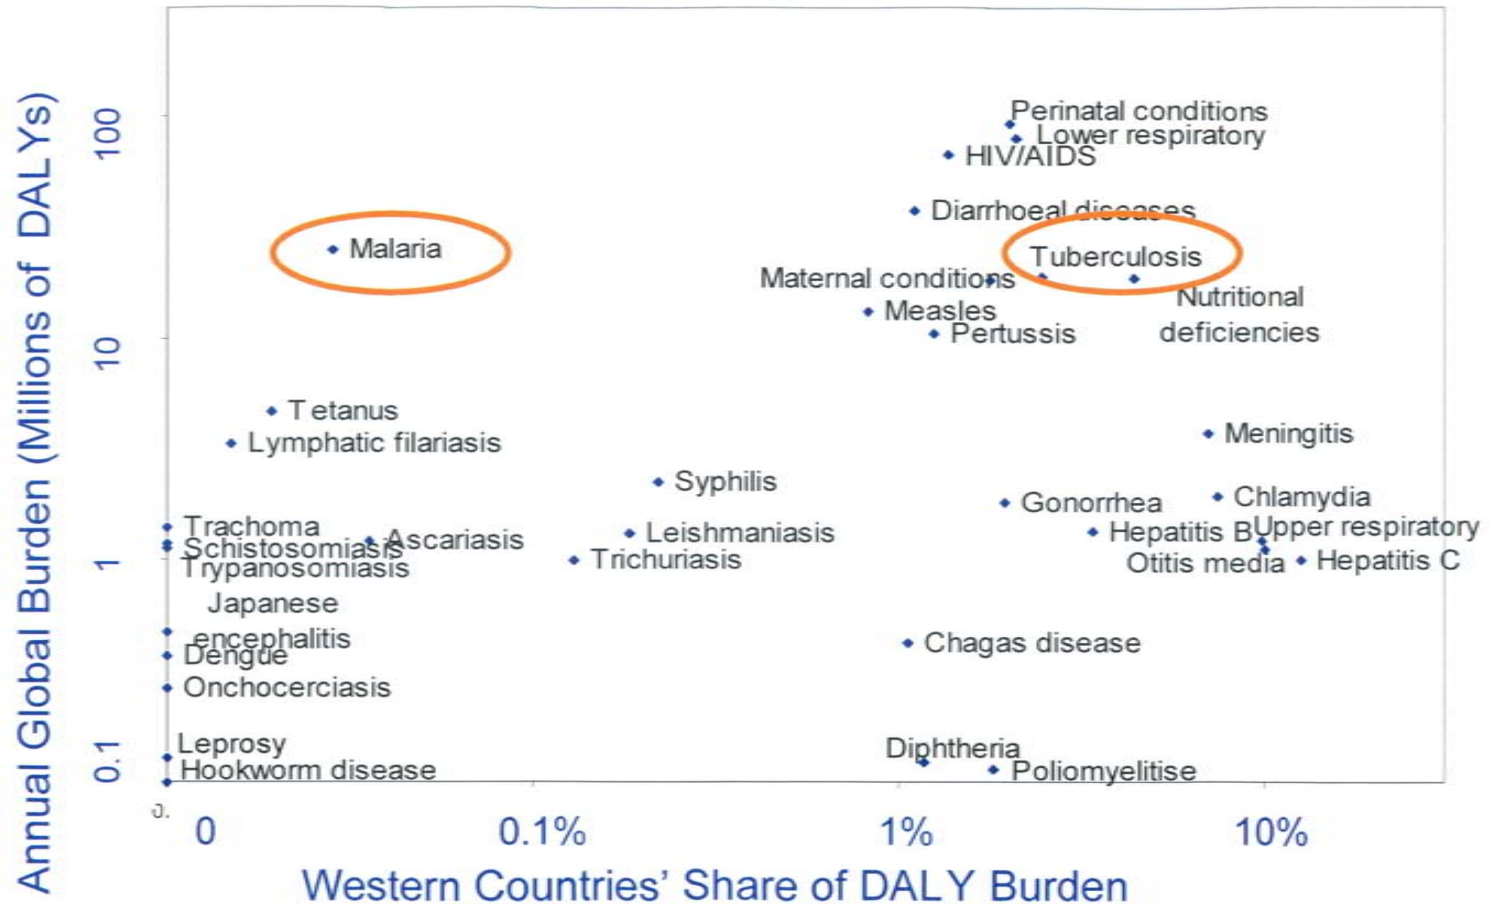 Annual Global Burden (Millions of DALYs)
100
10
1
0.1
Perinatal conditions
Lower respiratory
HIV/AIDS
Diarrhoeal diseases
Malaria
Tuberculosis
Maternal conditions
Nutritional
deficiencies
Measles
Pertussis
Tetanus
Lymphatic filariasis
Meningitis
Syphilis
Gonorrhea
Chlamydia
Trachoma
Ascariasis
Leishmaniasis
Hepatitis B
Upper respiratory
Schistosomiasis
Trypanosomiasis
Trichuriasis
Otitis media
Hepatitis C
Japanese
encephalitis
Dengue
Chagas disease
Onchocerciasis
Leprosy
Hookworm disease
Diphtheria
Poliomyelitise
0.
0
0.1%
1%
10%
Western Countries’ Share of DALY Burden